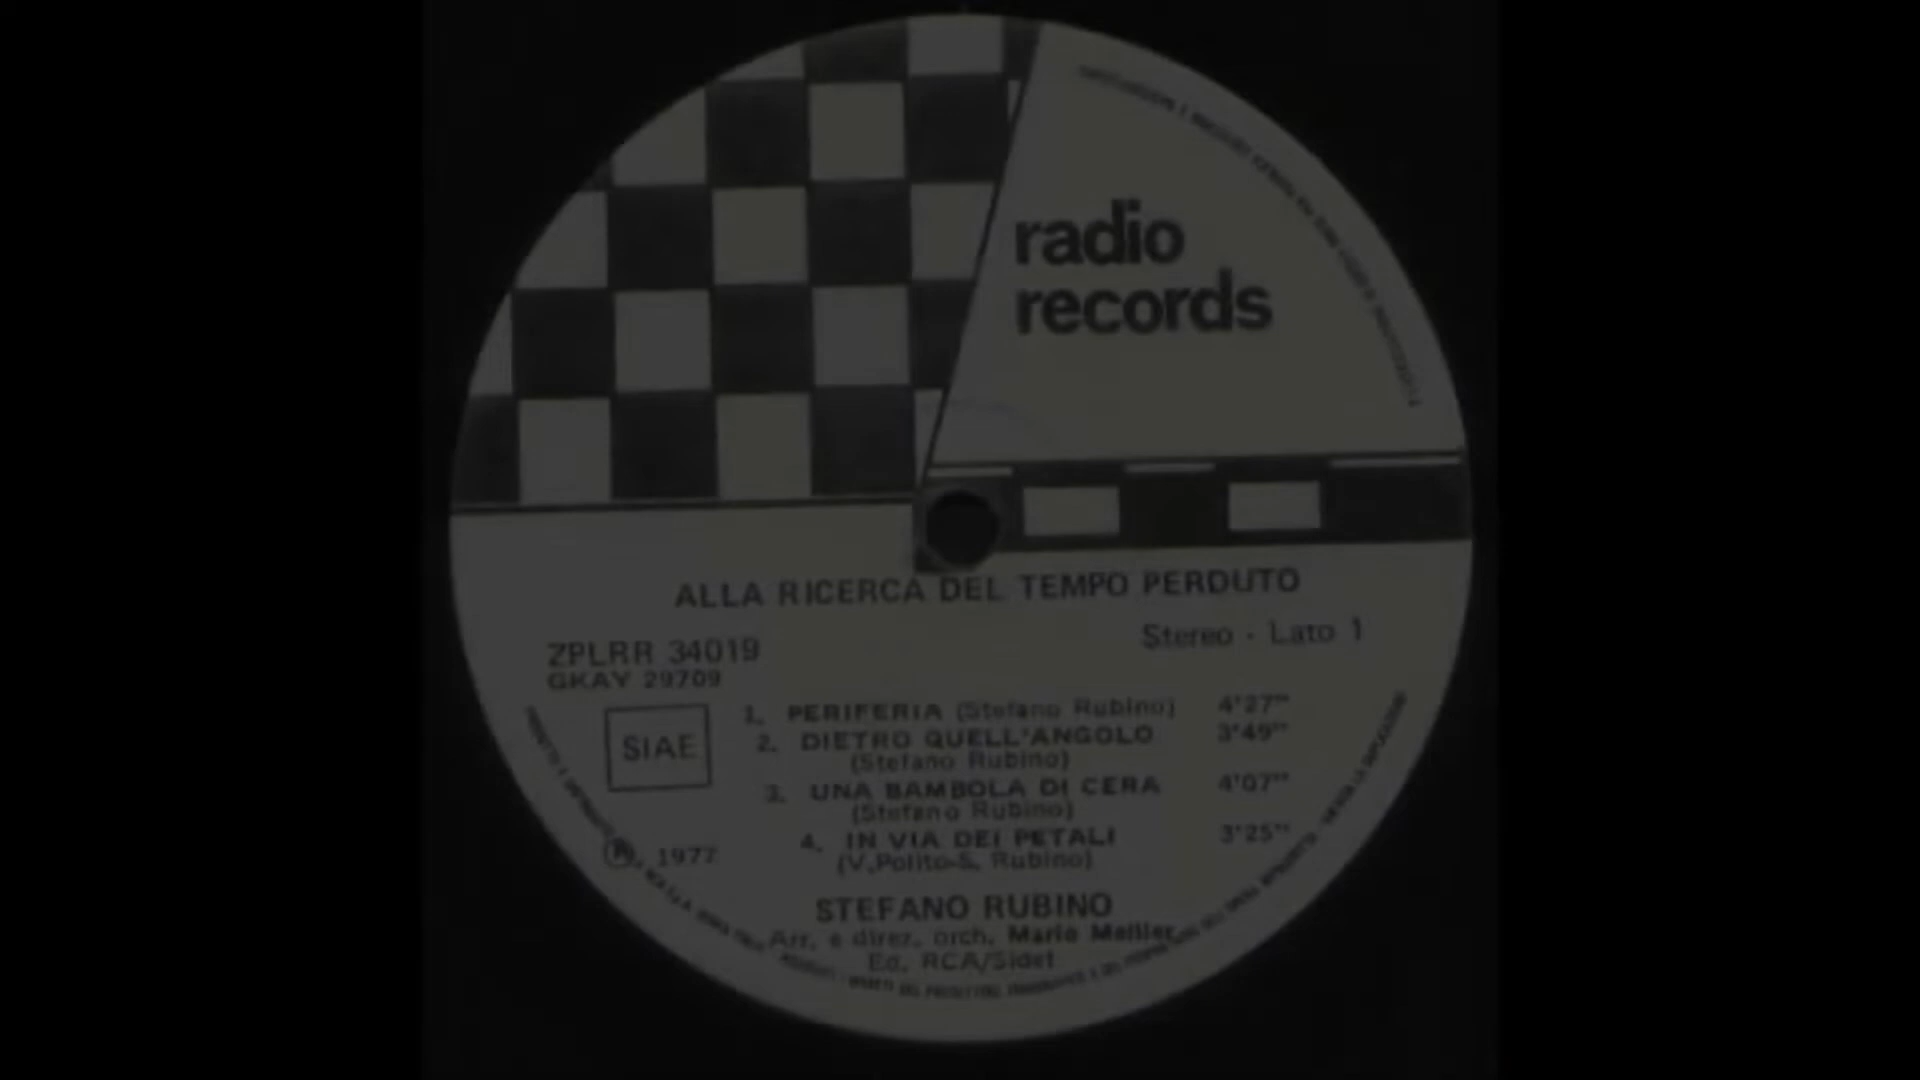 radio
records
ALLA RICERCA DEL TEMPO PERDUTO
ZPLRR 34019
Stereo - Lato 1
GKAY 29709
1. PERIFERIA (Stefano Rubino) 4'27"
2. DIETRO QUELL'ANGOLO 3'49"
(Stefano Rubino)
SIAE
3. UNA BAMBOLA DI CERA 4'07"
(Stefano Rubino)
4. IN VIA DEI PETALI 3'25"
(V.Polito-S. Rubino)
Ⓟ 1977
STEFANO RUBINO
Arr. e direz. orch. Mario
Ed. RCA/Sidet